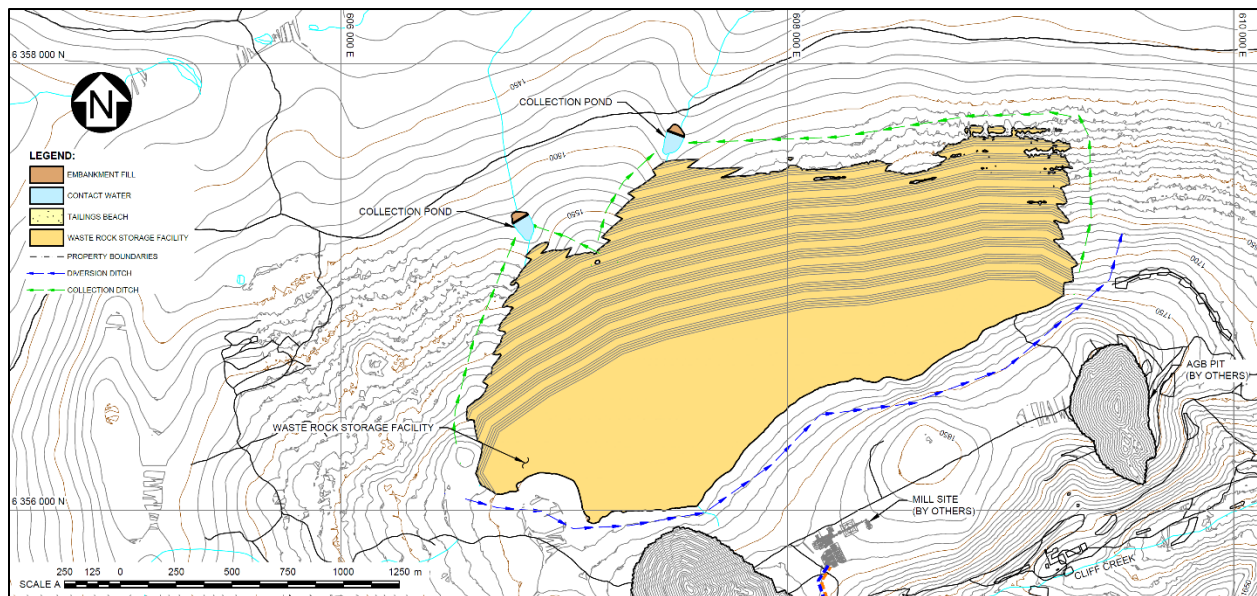 606 000 E
608 000 E
610 000 E
6 358 000 N
N
1450
COLLECTION POND
LEGEND:
EMBANKMENT FILL
CONTACT WATER
TAILINGS BEACH
WASTE ROCK STORAGE FACILITY
PROPERTY BOUNDARIES
DIVERSION DITCH
COLLECTION DITCH
1500
1550
COLLECTION POND
1700
1750
AGB PIT
(BY OTHERS)
WASTE ROCK STORAGE FACILITY
1850
6 356 000 N
MILL SITE
(BY OTHERS)
CLIFF CREEK
SCALE A
250 125 0 250 500 750 1000 1250 m